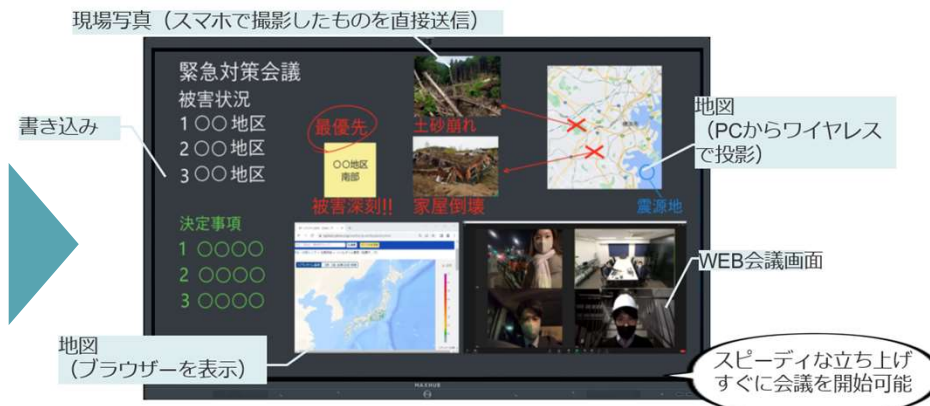 現場写真（スマホで撮影したものを直接送信）
緊急対策会議
被害状況
1 〇〇 地区
2 〇〇 地区
3 〇〇 地区
書き込み
最優先
〇〇地区
南部
被害深刻!!
土砂崩れ
家屋倒壊
地図
（PCからワイヤレス
で投影）
震源地
決定事項
1 〇〇〇〇
2 〇〇〇〇
3 〇〇〇〇
WEB会議画面
地図
（ブラウザーを表示）
スピーディな立ち上げ
すぐに会議を開始可能
MAXHUB